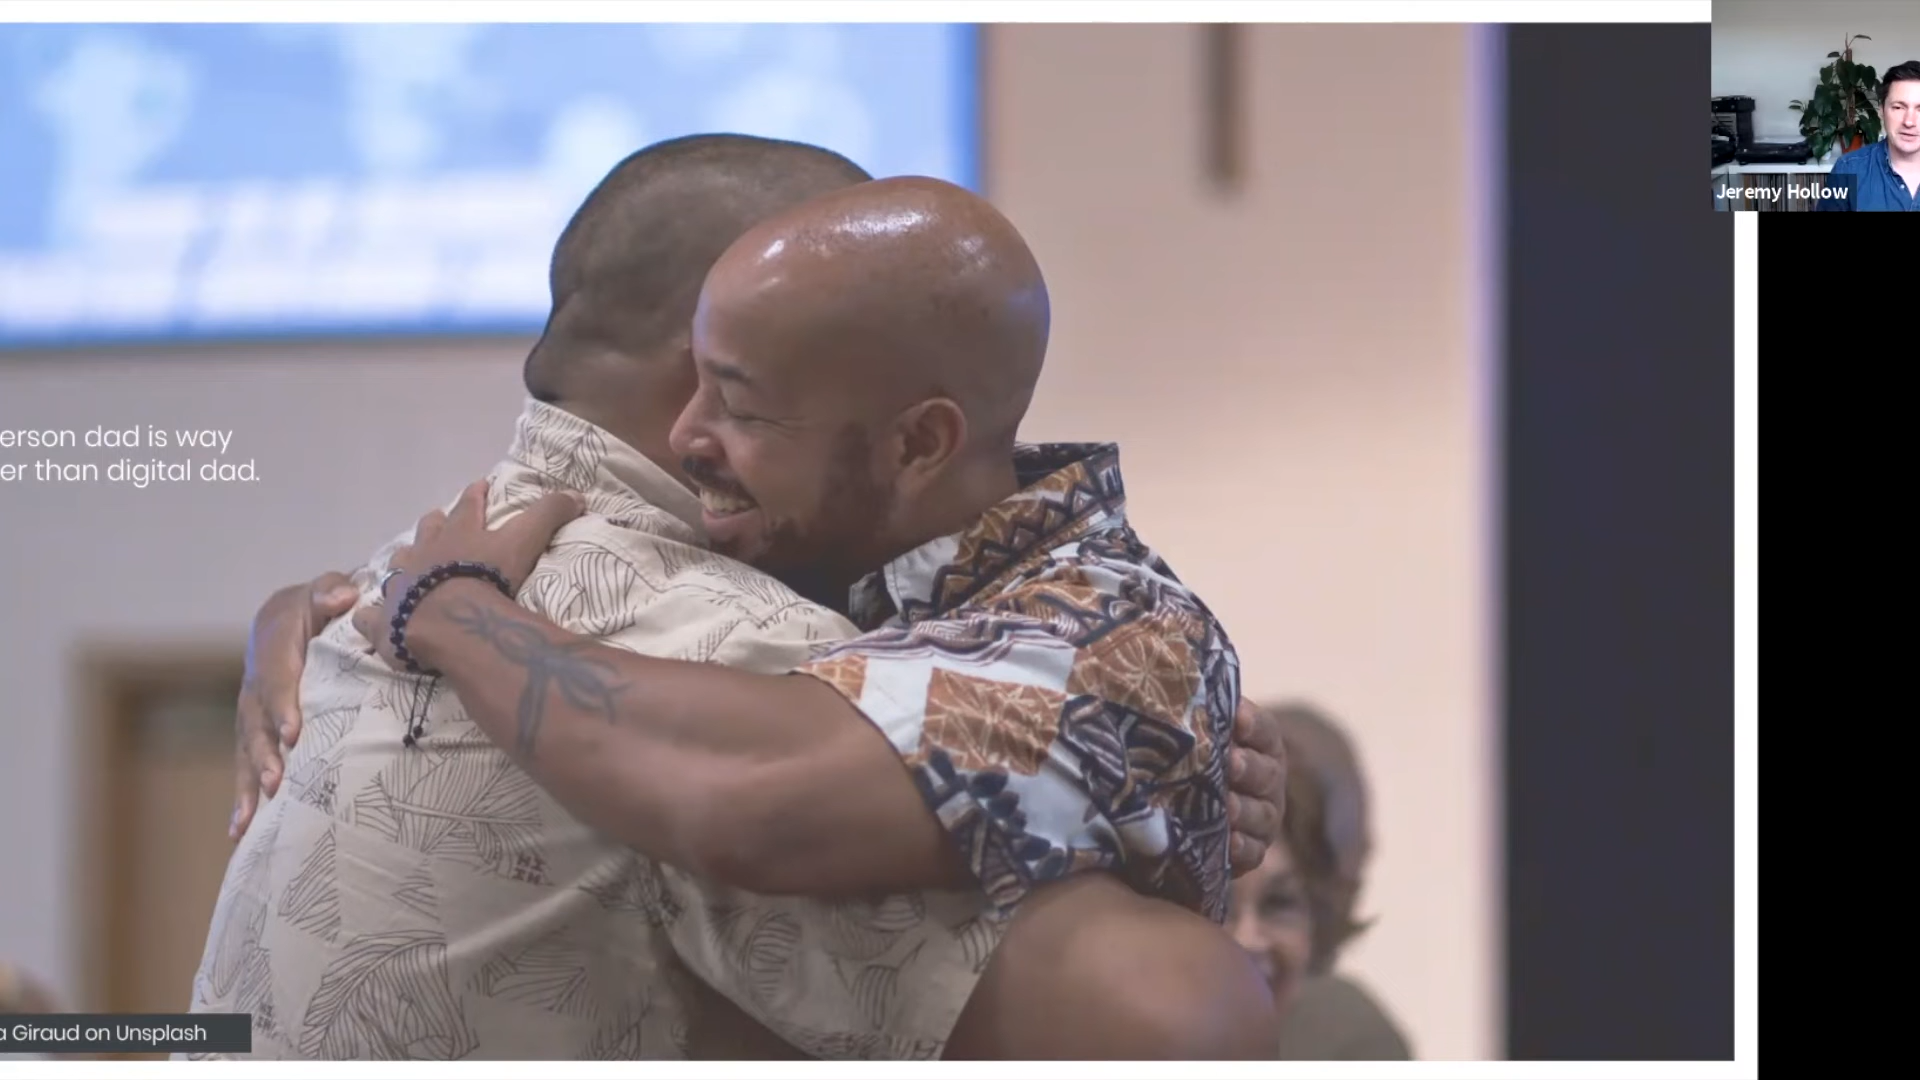 Jeremy Hollow
erson dad is way
er than digital dad.
a Giraud on Unsplash